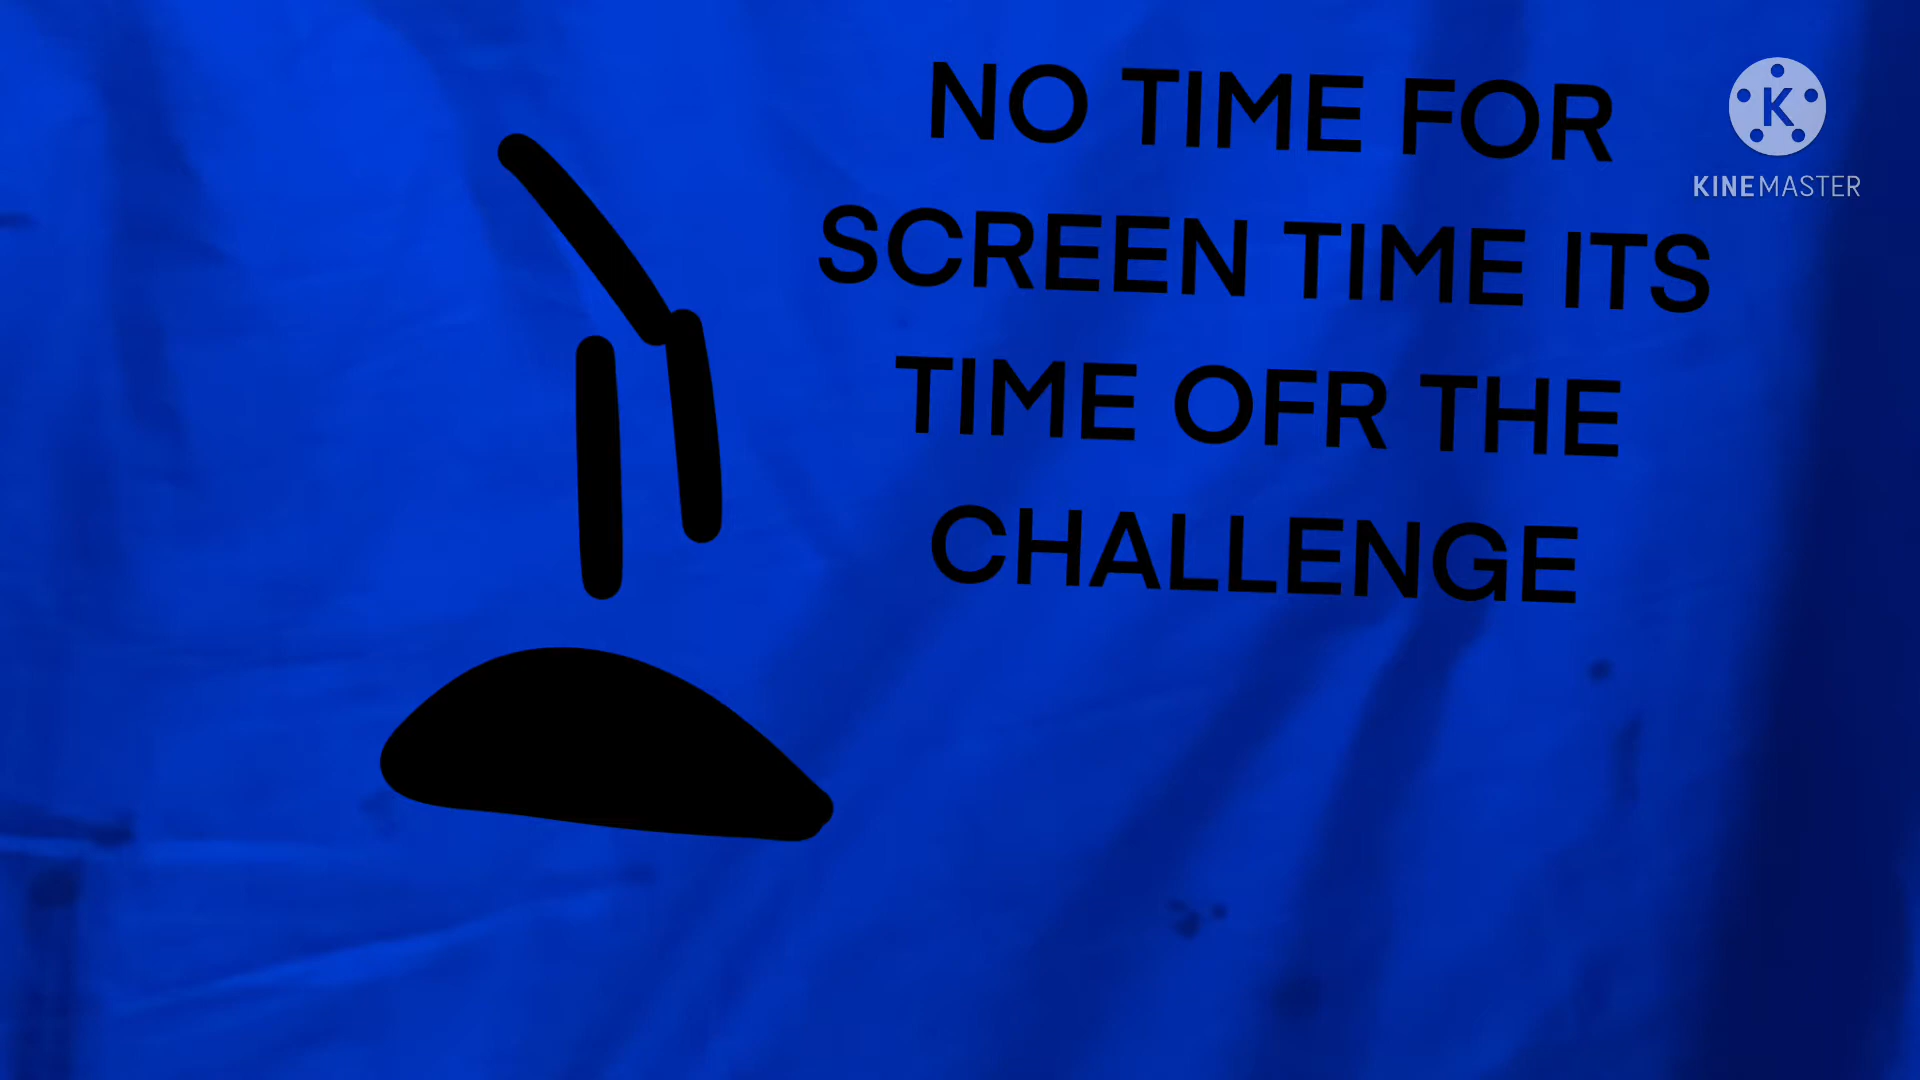 NO TIME FOR
SCREEN TIME ITS
TIME OFR THE
CHALLENGE
K
KINEMASTER